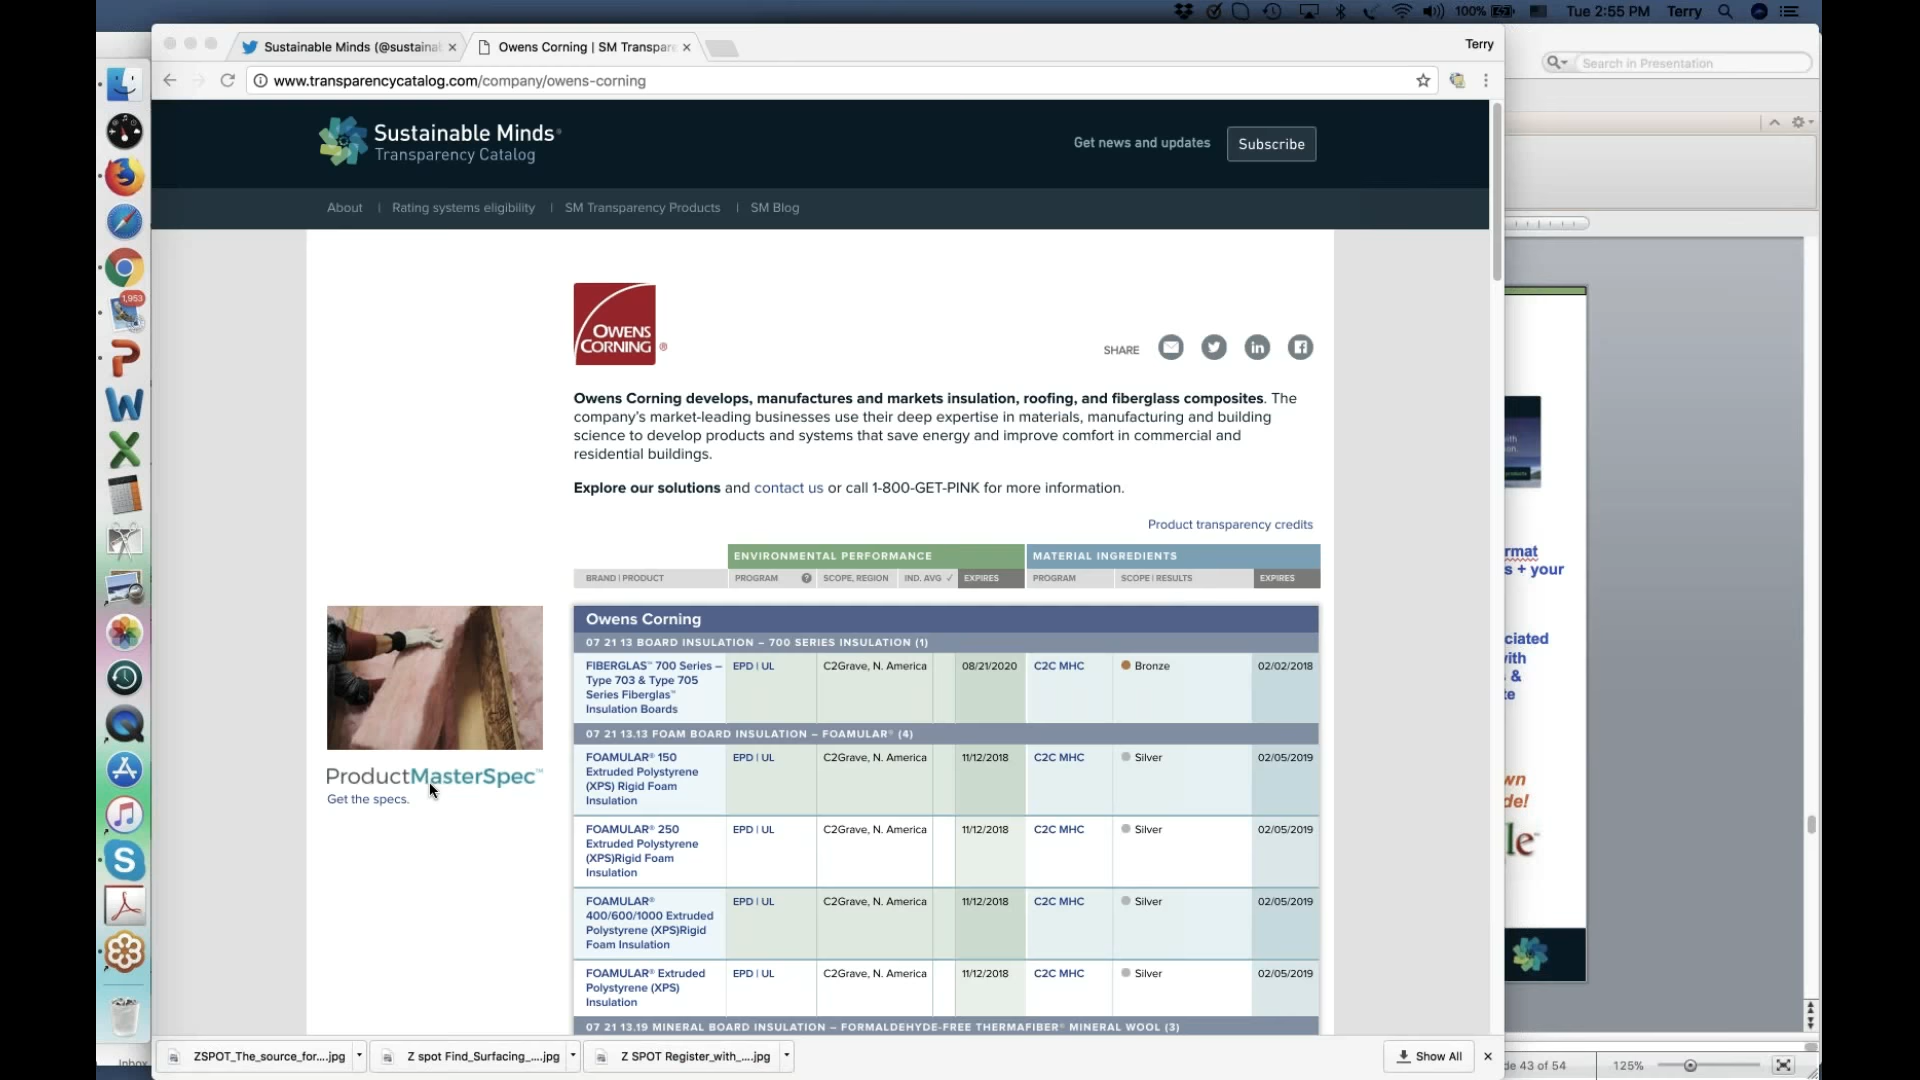 100%
Tue 2:55 PM Terry
Sustainable Minds (@sustaina
Owens Corning | SM Transpar
Terry
www.transparencycatalog.com/company/owens-corning
Search in Presentation
Sustainable Minds®
Transparency Catalog
Get news and updates
Subscribe
About | Rating systems eligibility | SM Transparency Products | SM Blog
1,953
OWENS
CORNING ®
SHARE
Owens Corning develops, manufactures and markets insulation, roofing, and fiberglass composites. The
company's market-leading businesses use their deep expertise in materials, manufacturing and building
science to develop products and systems that save energy and improve comfort in commercial and
residential buildings.
Explore our solutions and contact us or call 1-800-GET-PINK for more information.
Product transparency credits
ENVIRONMENTAL PERFORMANCE MATERIAL INGREDIENTS
BRAND | PRODUCT PROGRAM ? SCOPE, REGION IND. AVG ✓ EXPIRES PROGRAM SCOPE | RESULTS EXPIRES
Owens Corning
07 21 13 BOARD INSULATION – 700 SERIES INSULATION (1)
FIBERGLAS™ 700 Series – EPD | UL C2Grave, N. America 08/21/2020 C2C MHC Bronze 02/02/2018
Type 703 & Type 705
Series Fiberglas™
Insulation Boards
07 21 13.13 FOAM BOARD INSULATION – FOAMULAR® (4)
FOAMULAR® 150 EPD | UL C2Grave, N. America 11/12/2018 C2C MHC Silver 02/05/2019
Extruded Polystyrene
(XPS) Rigid Foam
Insulation
FOAMULAR® 250 EPD | UL C2Grave, N. America 11/12/2018 C2C MHC Silver 02/05/2019
Extruded Polystyrene
(XPS)Rigid Foam
Insulation
FOAMULAR® EPD | UL C2Grave, N. America 11/12/2018 C2C MHC Silver 02/05/2019
400/600/1000 Extruded
Polystyrene (XPS)Rigid
Foam Insulation
FOAMULAR® Extruded EPD | UL C2Grave, N. America 11/12/2018 C2C MHC Silver 02/05/2019
Polystyrene (XPS)
Insulation
07 21 13.19 MINERAL BOARD INSULATION – FORMALDEHYDE-FREE THERMAFIBER® MINERAL WOOL (3)
ProductMasterSpec™
Get the specs.
rmat
s + your
ciated
ith
&
te
wn
de!
le™
Inbox
ZSPOT_The_source_for....jpg
Z spot Find_Surfacing_....jpg
Z SPOT Register_with_....jpg
Show All
de 43 of 54
125%